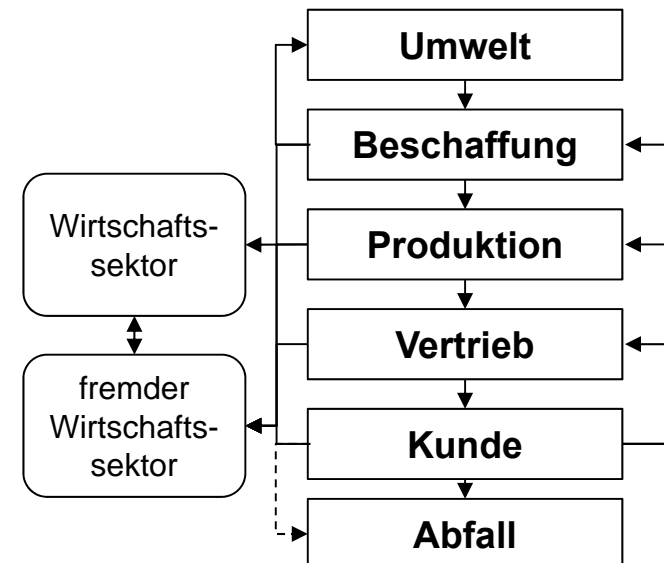 Umwelt
Beschaffung
Wirtschafts-
sektor
Produktion
Vertrieb
fremder
Wirtschafts-
sektor
Kunde
Abfall